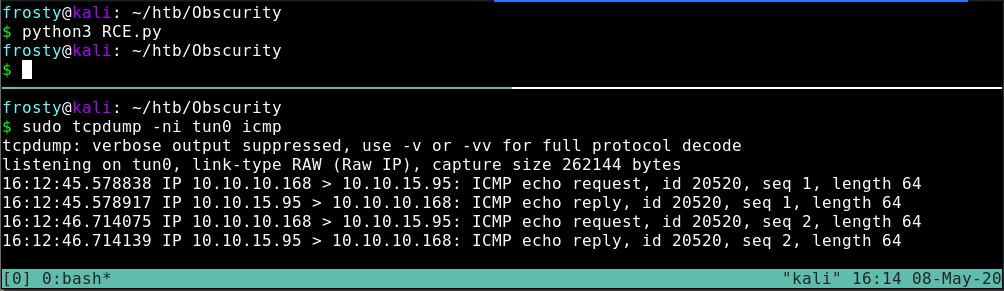 frosty@kali: ~/htb/Obscurity
$ python3 RCE.py
frosty@kali: ~/htb/Obscurity
$
frosty@kali: ~/htb/Obscurity
$ sudo tcpdump -ni tun0 icmp
tcpdump: verbose output suppressed, use -v or -vv for full protocol decode
listening on tun0, link-type RAW (Raw IP), capture size 262144 bytes
16:12:45.578838 IP 10.10.10.168 > 10.10.15.95: ICMP echo request, id 20520, seq 1, length 64
16:12:45.578917 IP 10.10.15.95 > 10.10.10.168: ICMP echo reply, id 20520, seq 1, length 64
16:12:46.714075 IP 10.10.10.168 > 10.10.15.95: ICMP echo request, id 20520, seq 2, length 64
16:12:46.714139 IP 10.10.15.95 > 10.10.10.168: ICMP echo reply, id 20520, seq 2, length 64
[0] 0:bash* "kali" 16:14 08-May-20